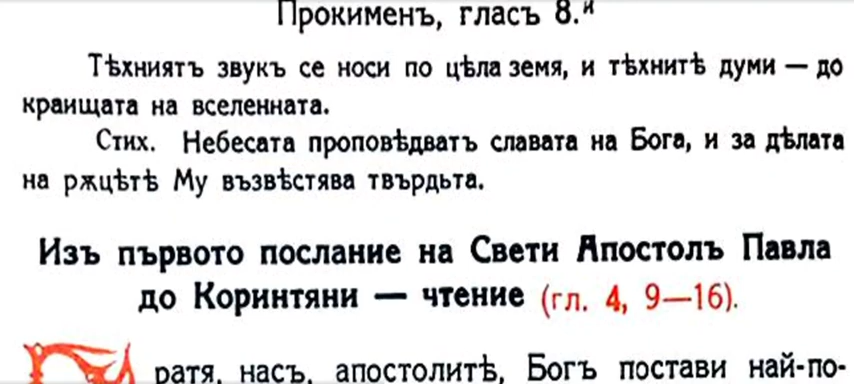 Прокименъ, гласъ 8.и
Тѣхниятъ звукъ се носи по цѣла земя, и тѣхнитѣ думи — до
краищата на вселенната.
Стих. Небесата проповѣдватъ славата на Бога, и за дѣлата
на рѫцѣтѣ Му възвѣстява твърдьта.
Изъ първото послание на Свети Апостолъ Павла
до Коринтяни — чтение (гл. 4, 9—16).
Братя, насъ, апостолитѣ, Богъ постави най-по-